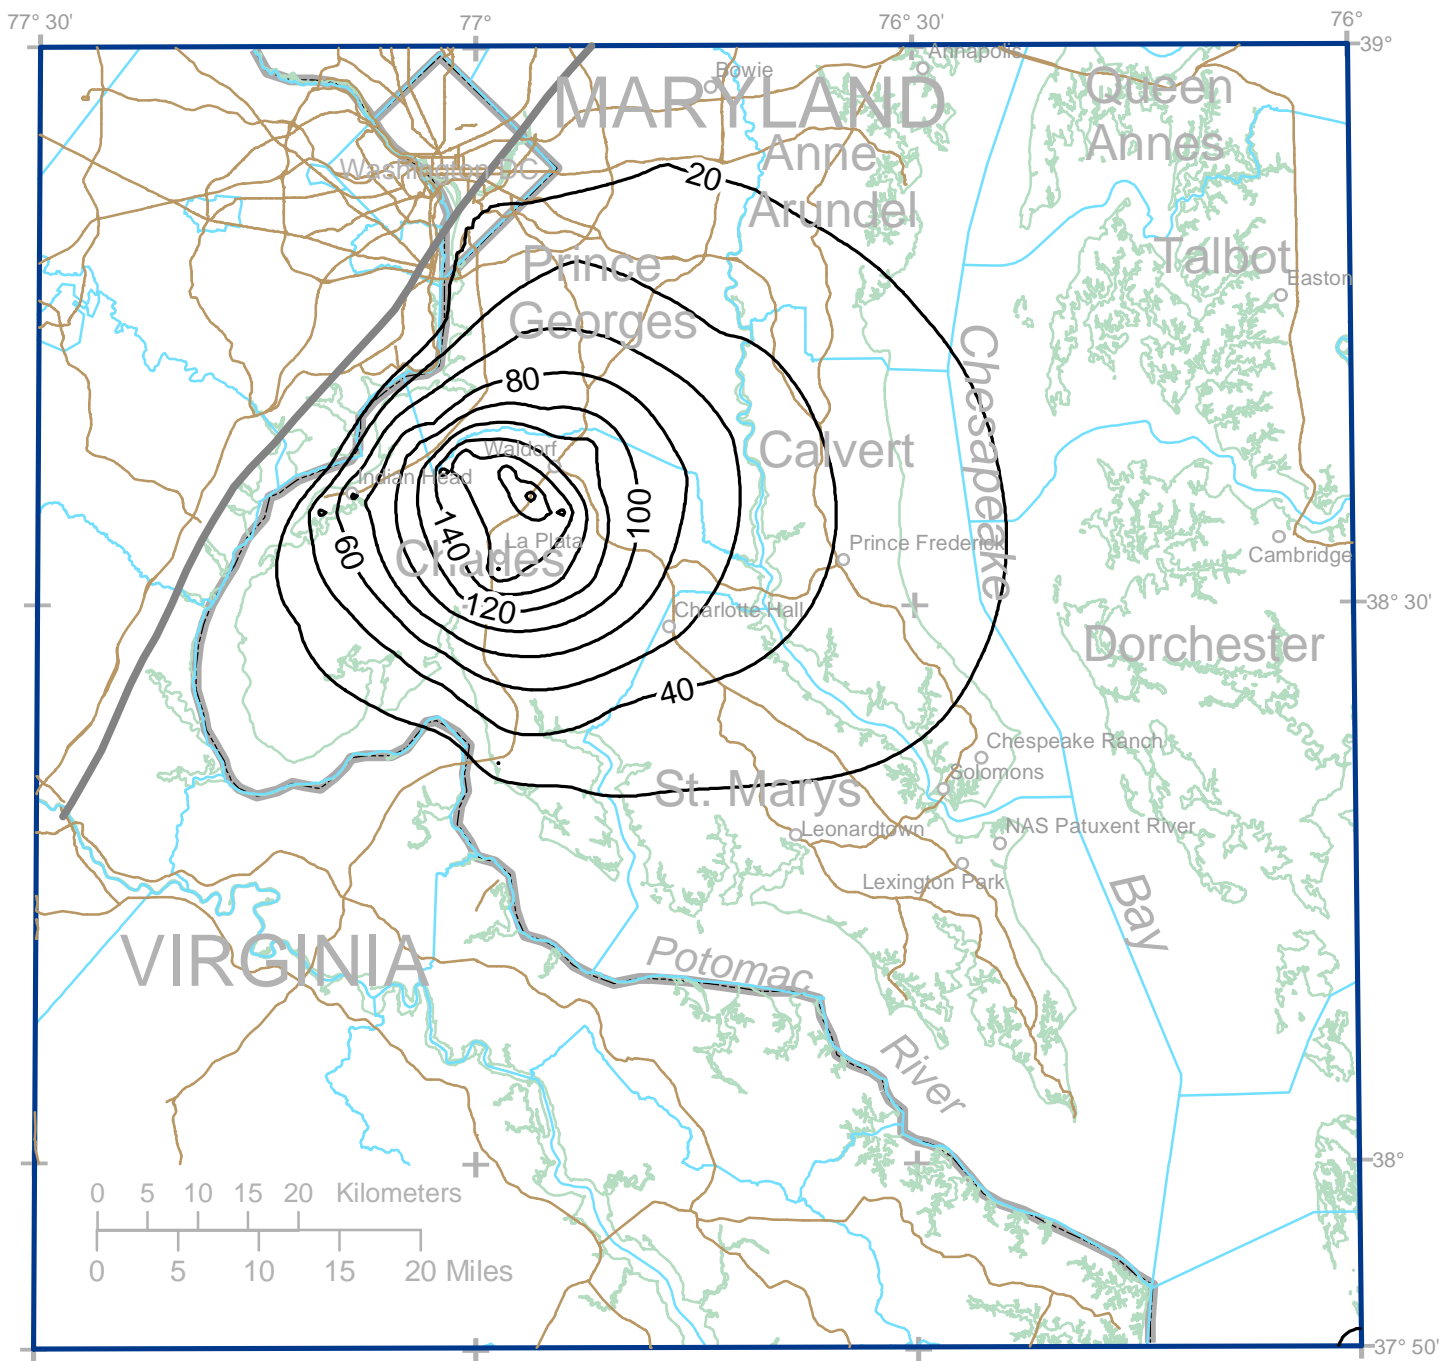 77° 30'
77°
76° 30'
76°
39°
Annapolis
Bowie
MARYLAND
Queen
Annes
Anne
Arundel
Washington DC
20
Talbot
Easton
Prince
Georges
Chesapeake
80
Calvert
Waldorf
Indian Head
100
140
La Plata
60
Charles
Prince Frederick
Cambridge
120
Charlotte Hall
38° 30'
Dorchester
40
Chespeake Ranch
Solomons
St. Marys
Leonardtown
NAS Patuxent River
Lexington Park
Bay
VIRGINIA
Potomac
River
38°
0 5 10 15 20 Kilometers
0 5 10 15 20 Miles
37° 50'